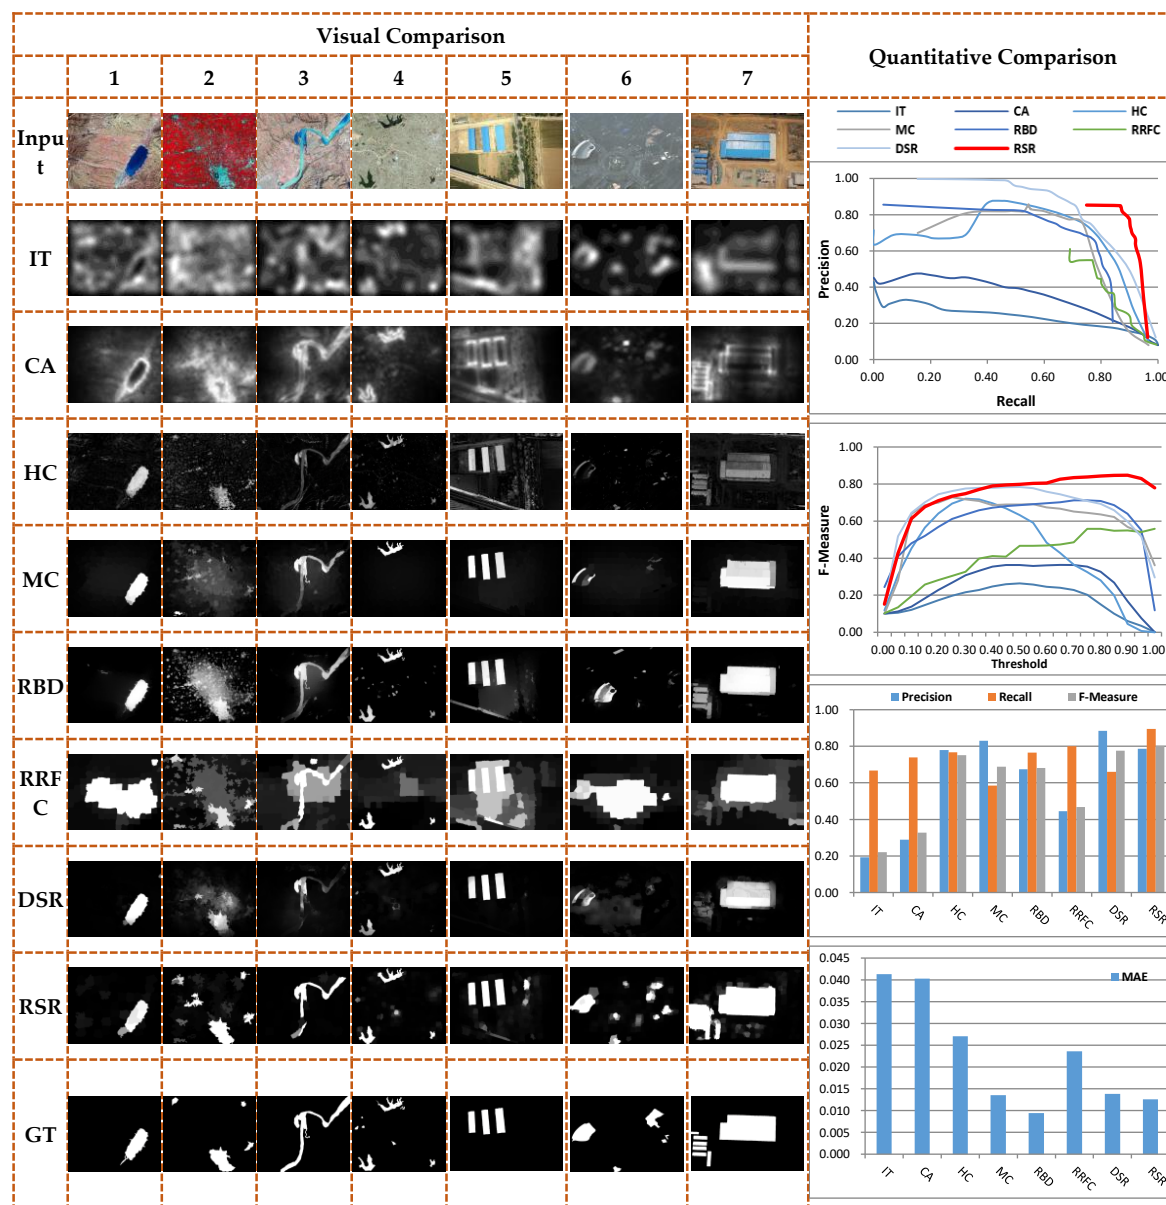 Visual Comparison
Quantitative Comparison
1 2 3 4 5 6 7
Inpu
t
IT
CA
HC
MC
RBD
RRF
C
DSR
RSR
GT
IT CA HC
MC RBD RRFC
DSR RSR
Precision
1.00
0.80
0.60
0.40
0.20
0.00
0.00 0.20 0.40 0.60 0.80 1.00
Recall
F-Measure
1.00
0.80
0.60
0.40
0.20
0.00
0.00 0.10 0.20 0.30 0.40 0.50 0.60 0.70 0.80 0.90 1.00
Threshold
Precision Recall F-Measure
1.00
0.80
0.60
0.40
0.20
0.00
IT CA HC MC RBD RRFC DSR RSR
MAE
0.045
0.040
0.035
0.030
0.025
0.020
0.015
0.010
0.005
0.000
IT CA HC MC RBD RRFC DSR RSR